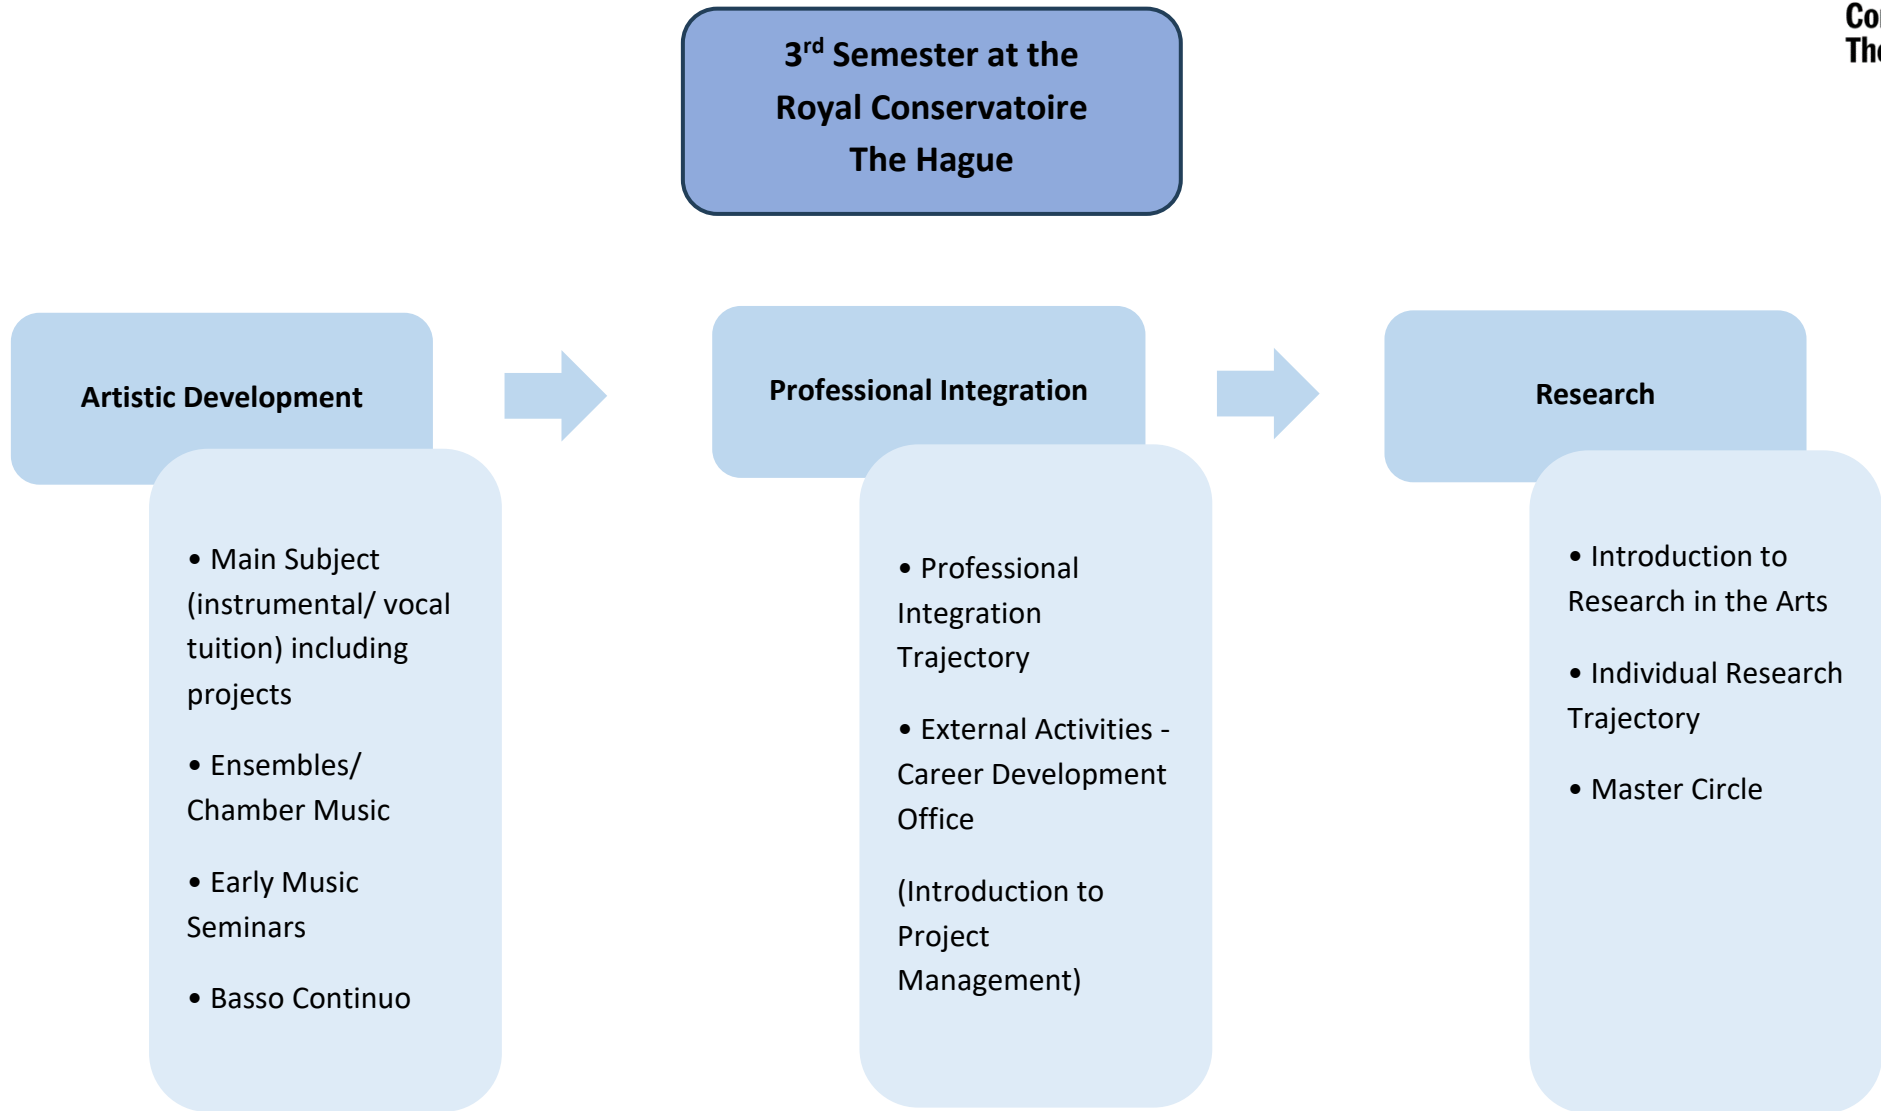 3rd Semester at the
Royal Conservatoire
The Hague
Artistic Development
• Main Subject
(instrumental/ vocal
tuition) including
projects
• Ensembles/
Chamber Music
• Early Music
Seminars
• Basso Continuo
Professional Integration
• Professional
Integration
Trajectory
• External Activities -
Career Development
Office
(Introduction to
Project
Management)
Research
• Introduction to
Research in the Arts
• Individual Research
Trajectory
• Master Circle